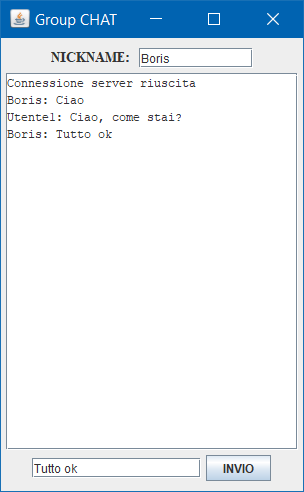 Group CHAT
NICKNAME: Boris
Connessione server riuscita
Boris: Ciao
Utente1: Ciao, come stai?
Boris: Tutto ok
Tutto ok INVIO